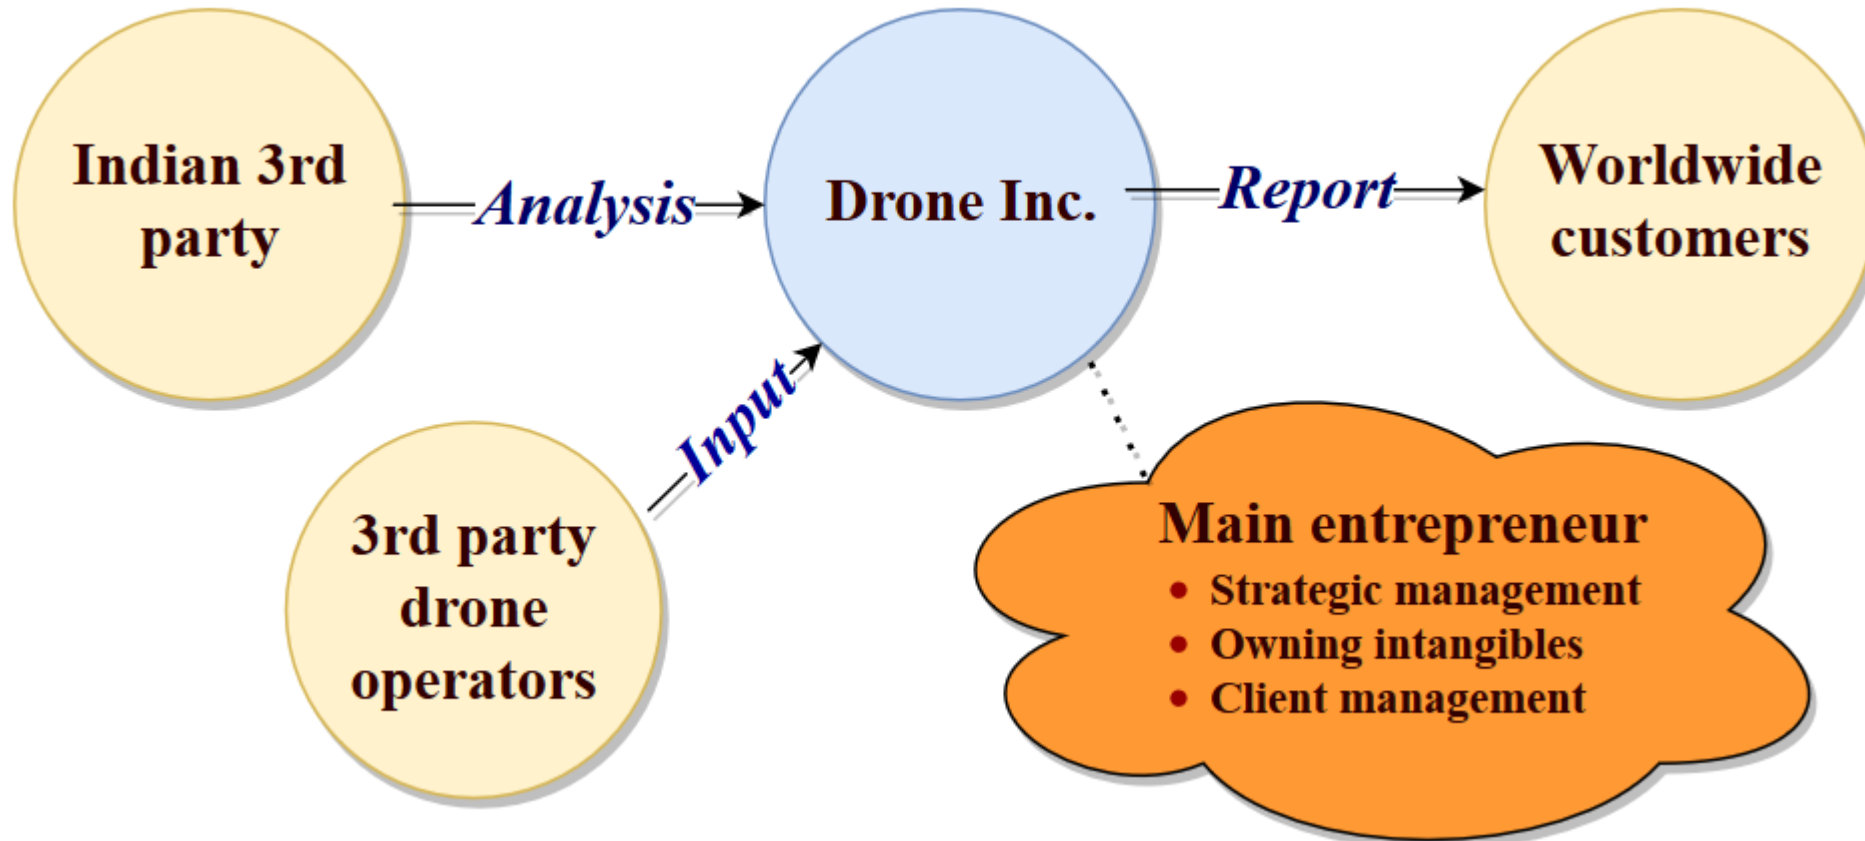 Indian 3rd
party
Analysis
Drone Inc.
Report
Worldwide
customers
Input
3rd party
drone
operators
Main entrepreneur
• Strategic management
• Owning intangibles
• Client management